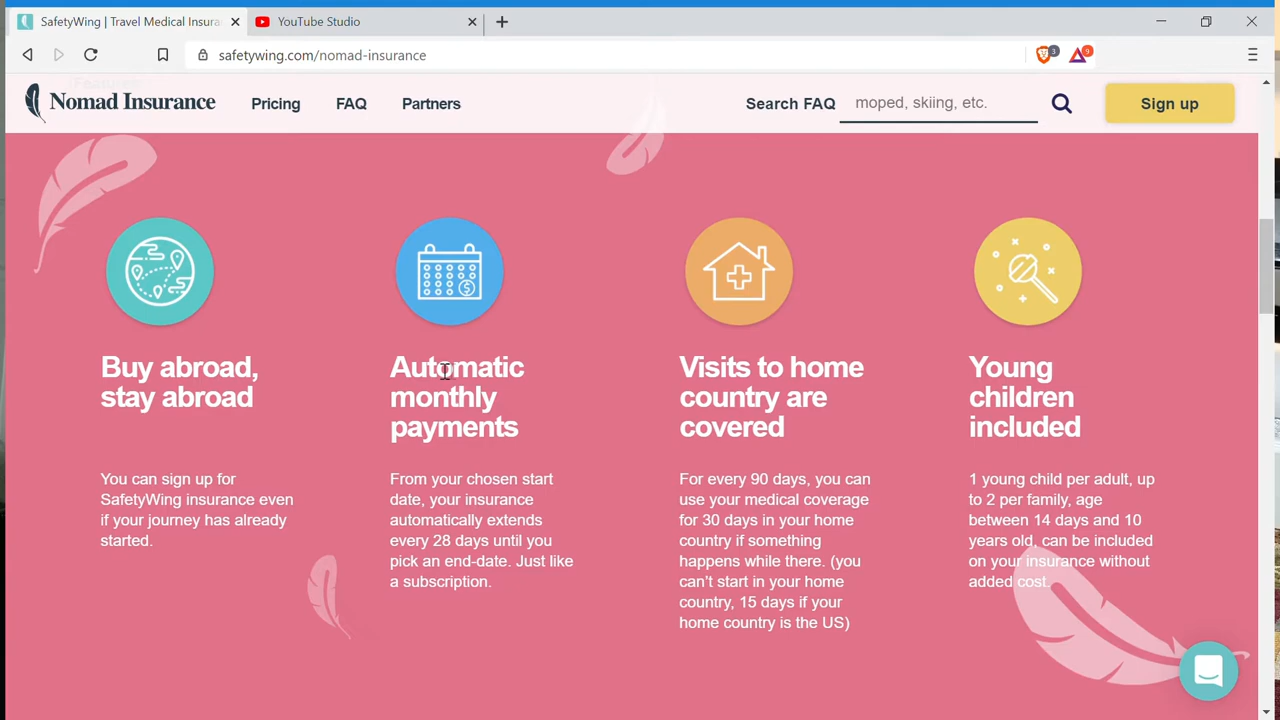 SafetyWing | Travel Medical Insura
YouTube Studio
safetywing.com/nomad-insurance
3
9
Nomad Insurance
Pricing
FAQ
Partners
Search FAQ
moped, skiing, etc.
Sign up
Buy abroad,
stay abroad
You can sign up for
SafetyWing insurance even
if your journey has already
started.
$
Automatic
monthly
payments
From your chosen start
date, your insurance
automatically extends
every 28 days until you
pick an end-date. Just like
a subscription.
Visits to home
country are
covered
For every 90 days, you can
use your medical coverage
for 30 days in your home
country if something
happens while there. (you
can't start in your home
country, 15 days if your
home country is the US)
Young
children
included
1 young child per adult, up
to 2 per family, age
between 14 days and 10
years old, can be included
on your insurance without
added cost.